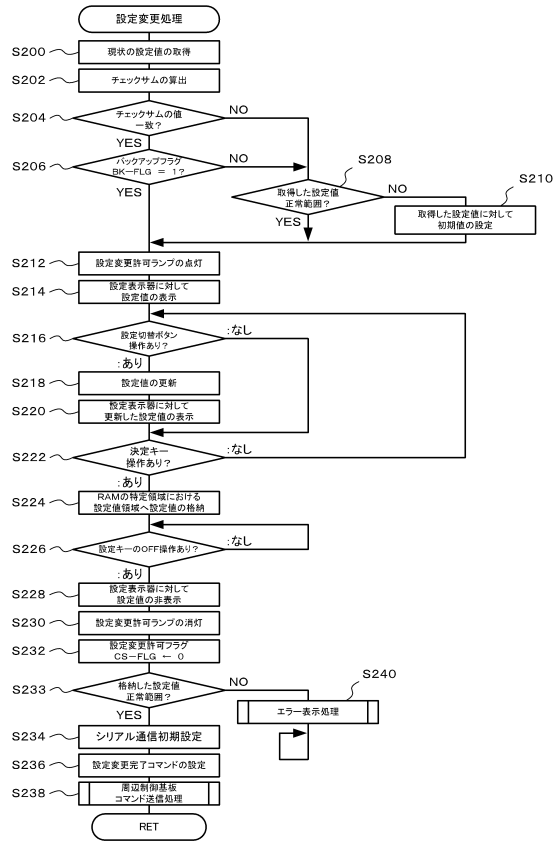 設定変更処理
S200
現状の設定値の取得
S202
チェックサムの算出
S204
チェックサムの値
一致?
NO
YES
S206
バックアップフラグ
BK−FLG = 1?
NO
YES
S208
取得した設定値
正常範囲?
NO
YES
S210
取得した設定値に対して
初期値の設定
S212
設定変更許可ランプの点灯
S214
設定表示器に対して
設定値の表示
S216
設定切替ボタン
操作あり?
:なし
:あり
S218
設定値の更新
S220
設定表示器に対して
更新した設定値の表示
S222
決定キー
操作あり?
:なし
:あり
S224
RAMの特定領域における
設定値領域へ設定値の格納
S226
設定キーのOFF操作あり?
:なし
:あり
S228
設定表示器に対して
設定値の非表示
S230
設定変更許可ランプの消灯
S232
設定変更許可フラグ
CS−FLG ← 0
S233
格納した設定値
正常範囲?
NO
YES
S240
エラー表示処理
S234
シリアル通信初期設定
S236
設定変更完了コマンドの設定
S238
周辺制御基板
コマンド送信処理
RET